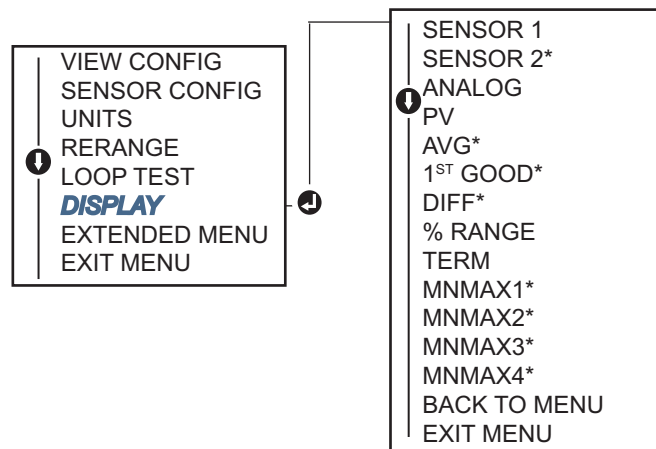 VIEW CONFIG
SENSOR CONFIG
UNITS
RERANGE
LOOP TEST
DISPLAY
EXTENDED MENU
EXIT MENU
SENSOR 1
SENSOR 2*
ANALOG
PV
AVG*
1ST GOOD*
DIFF*
% RANGE
TERM
MNMAX1*
MNMAX2*
MNMAX3*
MNMAX4*
BACK TO MENU
EXIT MENU